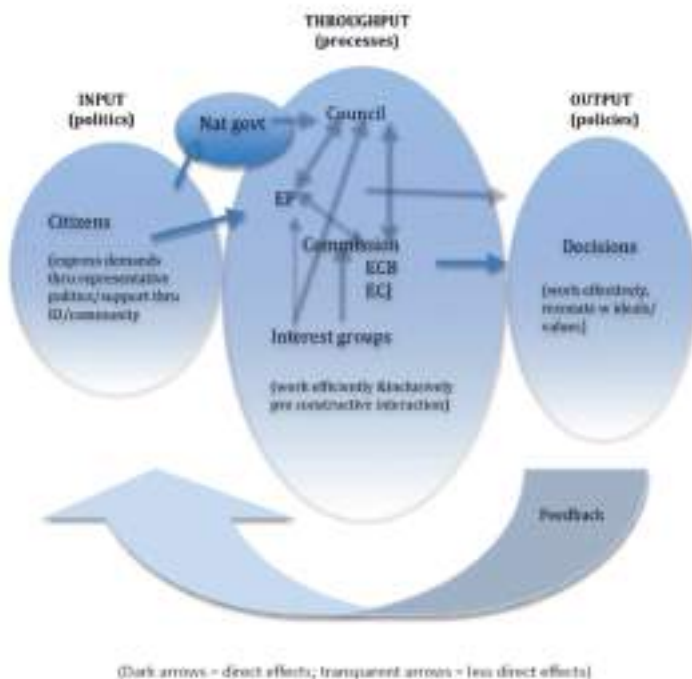 THROUGHPUT
(processes)
INPUT
(politics)
OUTPUT
(policies)
Nat govt
Council
EP
Citizens
(express demands
thru representative
politics/support thru
ID/community
Commission
ECB
ECJ
Decisions
(work effectively,
resonate w ideals/
values)
Interest groups
(work efficiently &inclusively
pro constructive interaction)
Feedback
(Dark arrows = direct effects; transparent arrows = less direct effects)